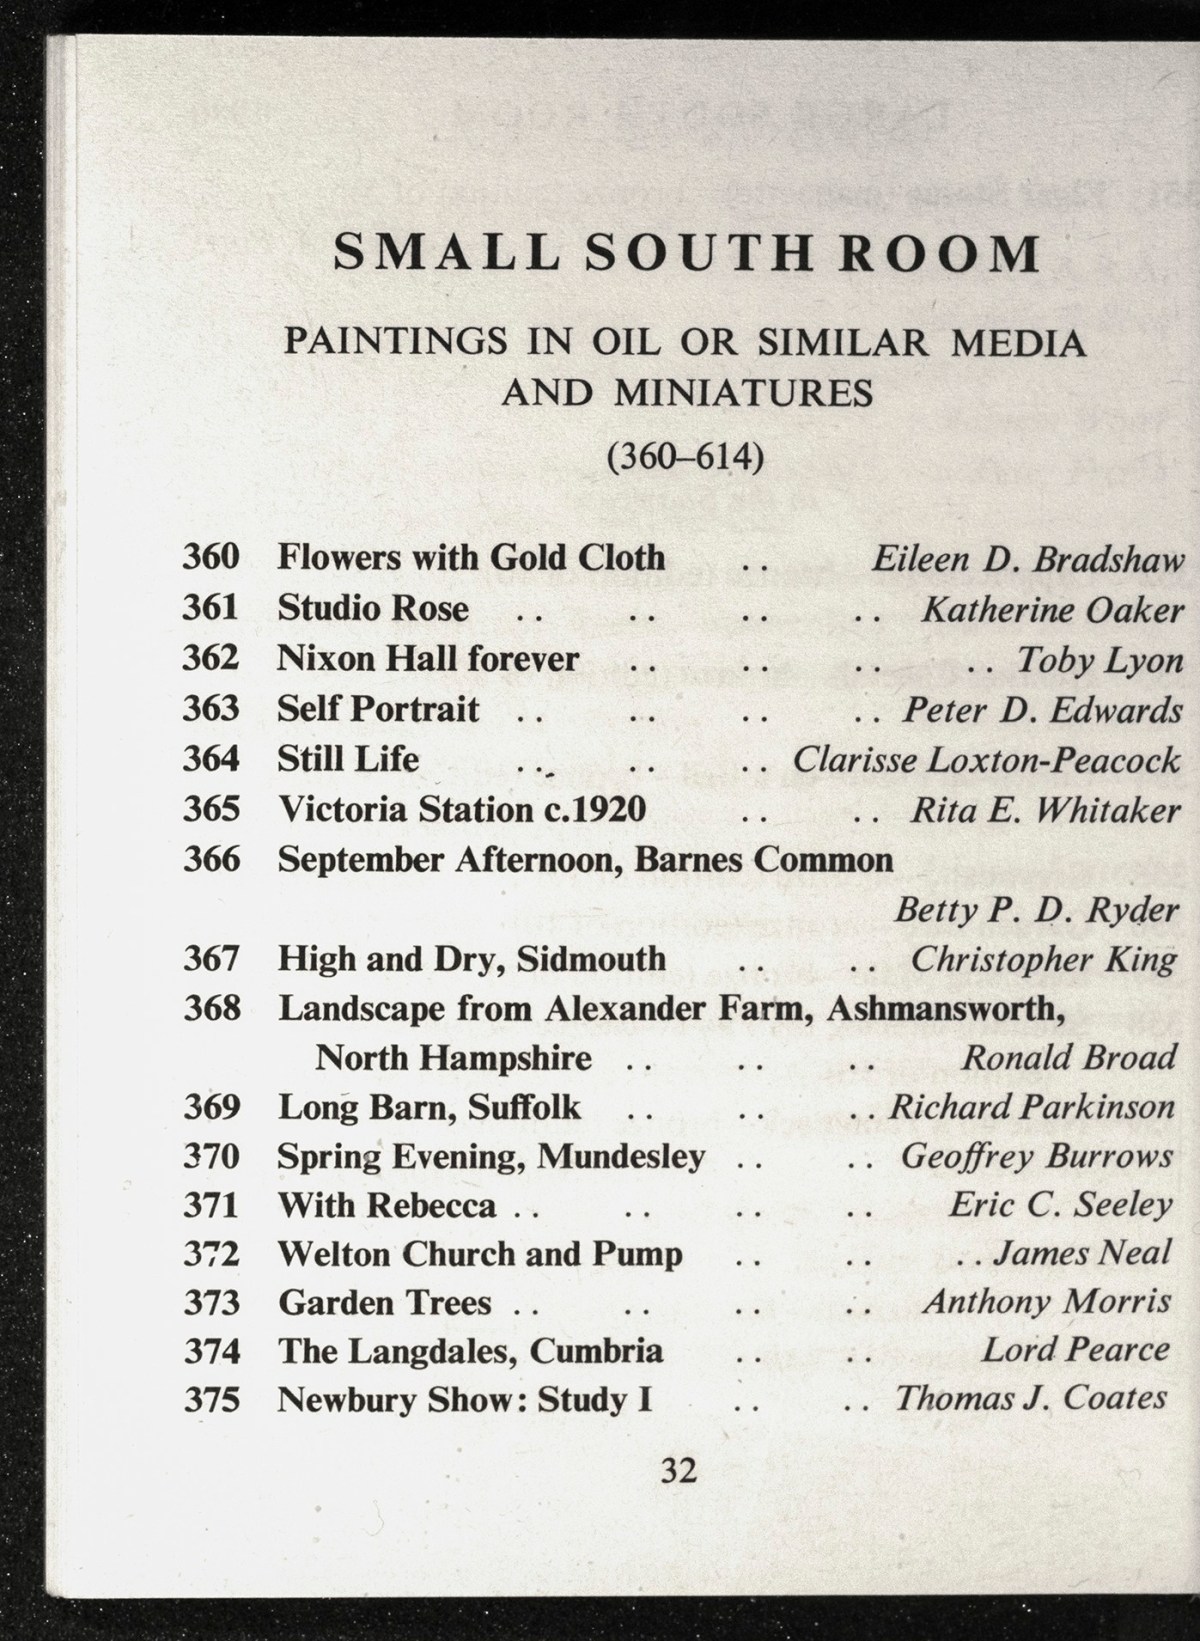 SMALL SOUTH ROOM
PAINTINGS IN OIL OR SIMILAR MEDIA
AND MINIATURES
(360–614)
360 Flowers with Gold Cloth .. Eileen D. Bradshaw
361 Studio Rose .. .. .. .. Katherine Oaker
362 Nixon Hall forever .. .. .. .. Toby Lyon
363 Self Portrait .. .. .. .. Peter D. Edwards
364 Still Life .. .. .. Clarisse Loxton-Peacock
365 Victoria Station c.1920 .. .. Rita E. Whitaker
366 September Afternoon, Barnes Common
Betty P. D. Ryder
367 High and Dry, Sidmouth .. .. Christopher King
368 Landscape from Alexander Farm, Ashmansworth,
North Hampshire .. .. .. Ronald Broad
369 Long Barn, Suffolk .. .. .. Richard Parkinson
370 Spring Evening, Mundesley .. .. Geoffrey Burrows
371 With Rebecca .. .. .. .. Eric C. Seeley
372 Welton Church and Pump .. .. .. James Neal
373 Garden Trees .. .. .. .. Anthony Morris
374 The Langdales, Cumbria .. .. Lord Pearce
375 Newbury Show: Study I .. .. Thomas J. Coates
32